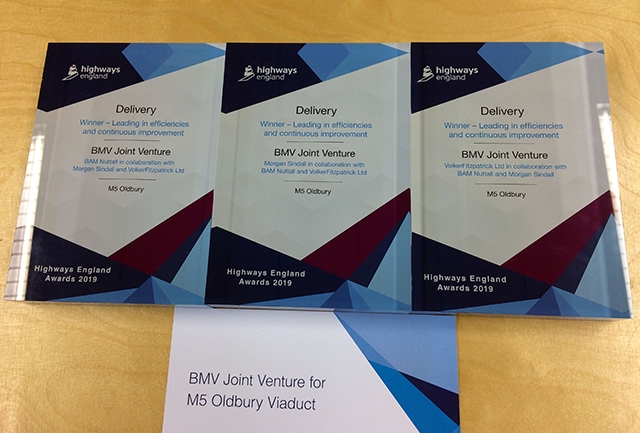 highways
england
Delivery
Winner – Leading in efficiencies
and continuous improvement
BMV Joint Venture
BAM Nuttall in collaboration with
Morgan Sindall and VolkerFitzpatrick Ltd
M5 Oldbury
Highways England
Awards 2019
highways
england
Delivery
Winner – Leading in efficiencies
and continuous improvement
BMV Joint Venture
Morgan Sindall in collaboration with
BAM Nuttall and VolkerFitzpatrick Ltd
M5 Oldbury
Highways England
Awards 2019
highways
england
Delivery
Winner – Leading in efficiencies
and continuous improvement
BMV Joint Venture
VolkerFitzpatrick Ltd in collaboration with
BAM Nuttall and Morgan Sindall
M5 Oldbury
Highways England
Awards 2019
BMV Joint Venture for
M5 Oldbury Viaduct